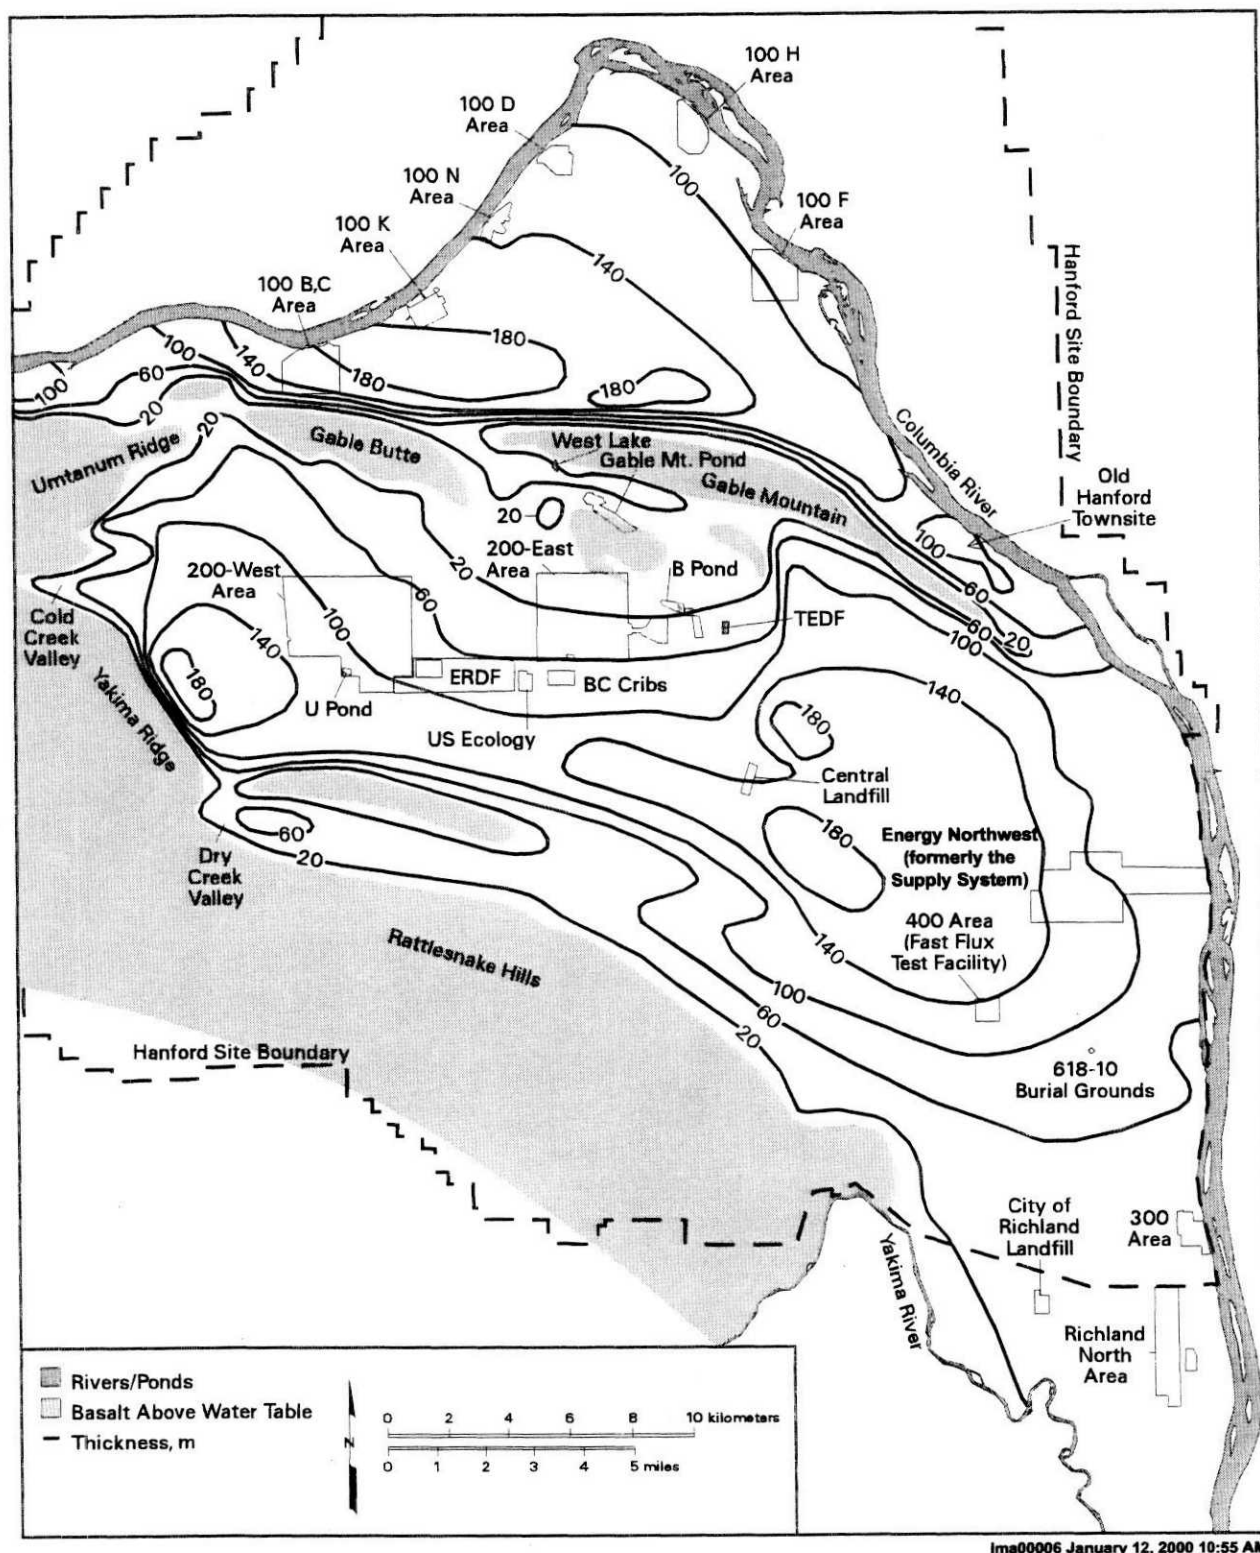 100 H
Area
100 D
Area
100 N
Area
100 K
Area
100 B,C
Area
100 F
Area
100
140
180
180
180
100
140
100
60
20
20
100
Hanford Site Boundary
Columbia River
Old
Hanford
Townsite
Umtanum Ridge
Gable Butte
West Lake
Gable Mt. Pond
Gable Mountain
20
100
60
20
60
100
200-East
Area
200-West
Area
20
60
100
B Pond
TEDF
Cold
Creek
Valley
140
180
140
180
Yakima Ridge
ERDF
BC Cribs
U Pond
US Ecology
Central
Landfill
180
60
20
Dry
Creek
Valley
Energy Northwest
(formerly the
Supply System)
400 Area
(Fast Flux
Test Facility)
Rattlesnake Hills
140
100
60
20
Hanford Site Boundary
618-10
Burial Grounds
City of
Richland
Landfill
300
Area
Yakima River
Richland
North
Area
Rivers/Ponds
Basalt Above Water Table
Thickness, m
N
0 2 4 6 8 10 kilometers
0 1 2 3 4 5 miles
lma00006 January 12, 2000 10:55 A